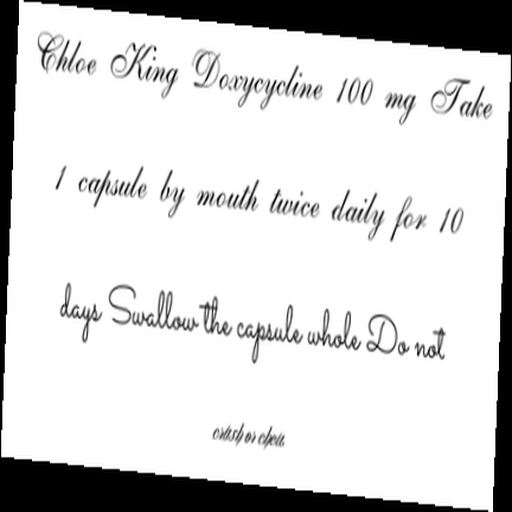 Chloe King Doxycycline 100 mg Take
1 capsule by mouth twice daily for 10
days Swallow the capsule whole Do not
crush or chew